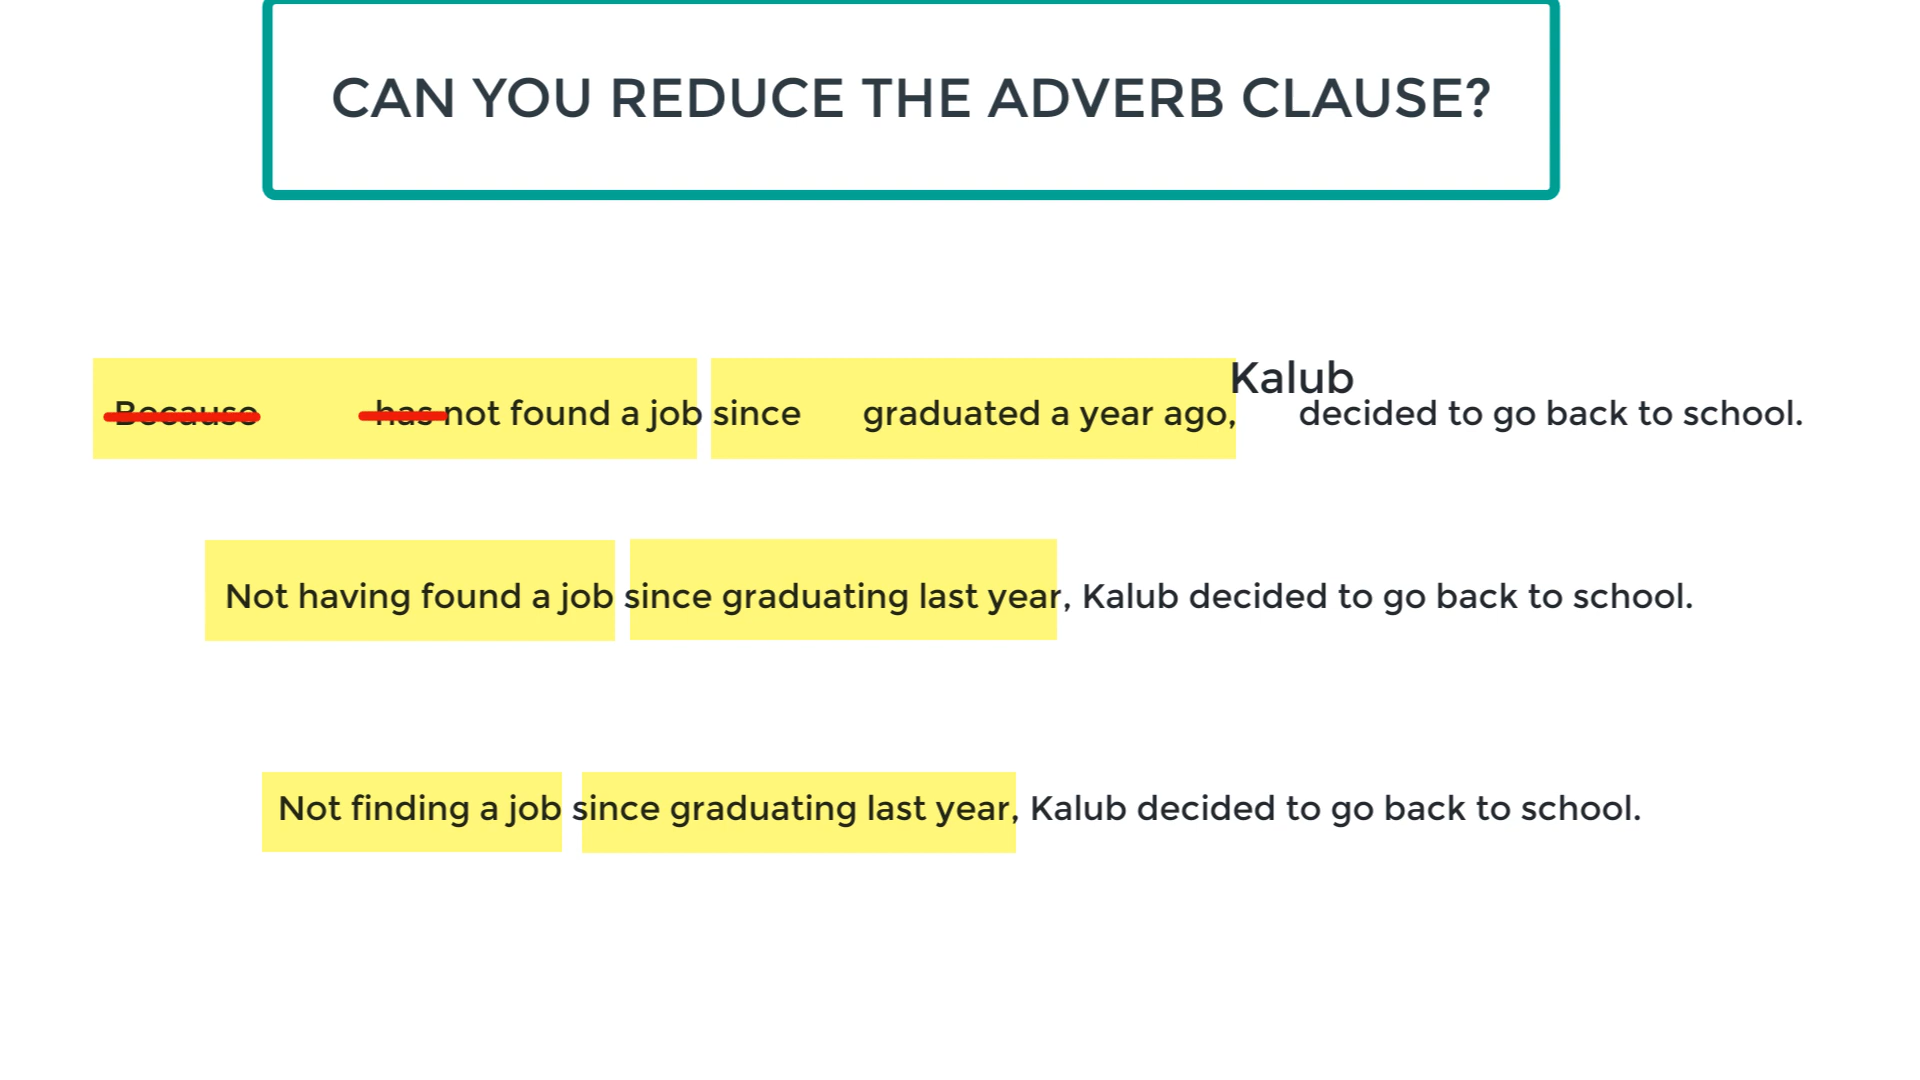 CAN YOU REDUCE THE ADVERB CLAUSE?
Kalub
Because has not found a job since graduated a year ago, decided to go back to school.
Not having found a job since graduating last year, Kalub decided to go back to school.
Not finding a job since graduating last year, Kalub decided to go back to school.